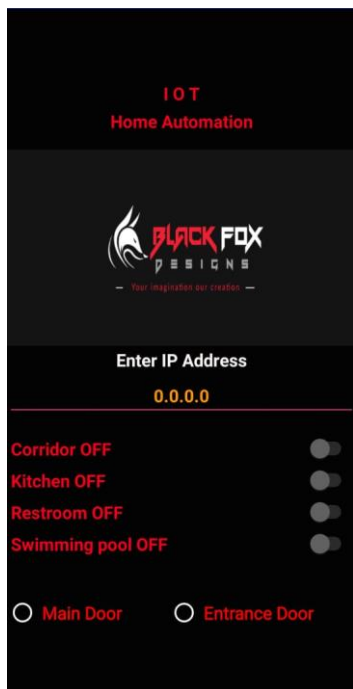 I O T
Home Automation
BLACK FOX
DESIGNS
Your imagination our creation
Enter IP Address
0.0.0.0
Corridor OFF
Kitchen OFF
Restroom OFF
Swimming pool OFF
Main Door Entrance Door